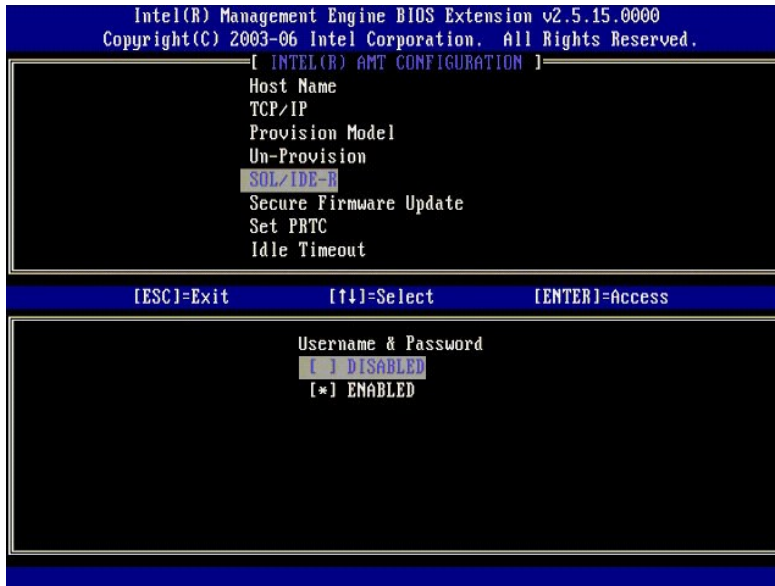 Intel(R) Management Engine BIOS Extension v2.5.15.0000
Copyright(C) 2003-06 Intel Corporation. All Rights Reserved.
[ INTEL(R) AMT CONFIGURATION ]
Host Name
TCP/IP
Provision Model
Un-Provision
SOL/IDE-R
Secure Firmware Update
Set PRTC
Idle Timeout
[ESC]=Exit [↑↓]=Select [ENTER]=Access
Username & Password
[ ] DISABLED
[*] ENABLED